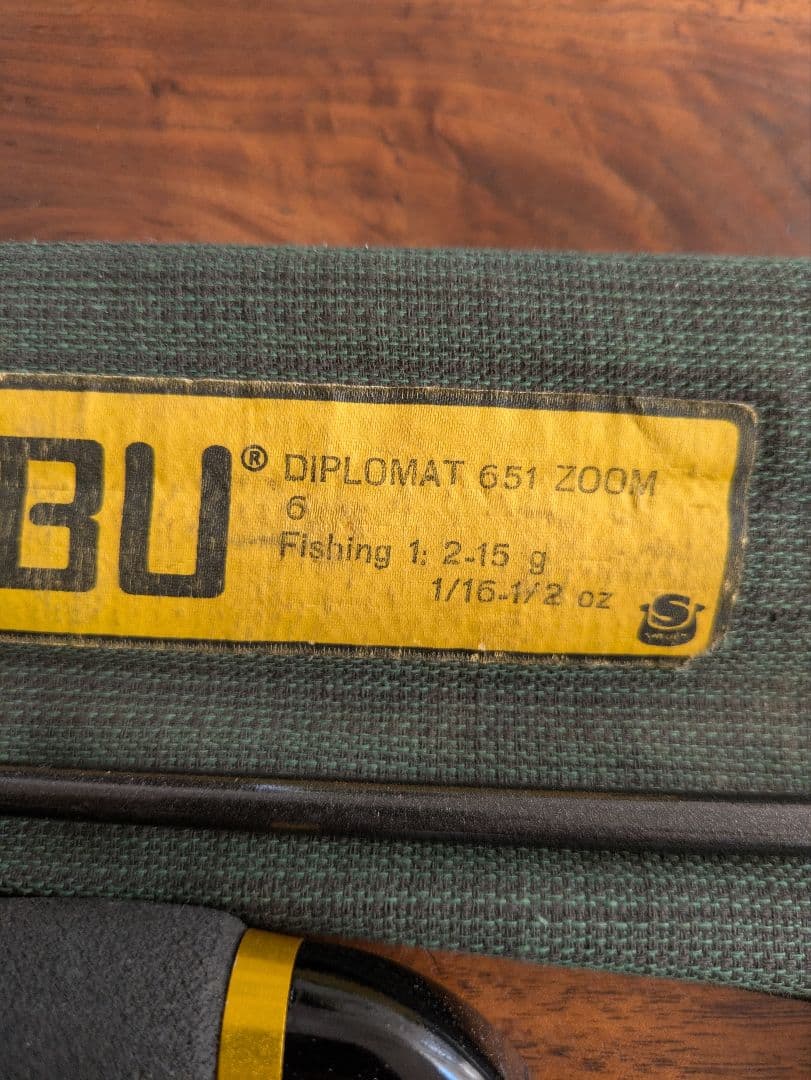 BU® DIPLOMAT 651 ZOOM
6
Fishing 1: 2-15 g
1/16-1/2 oz
S